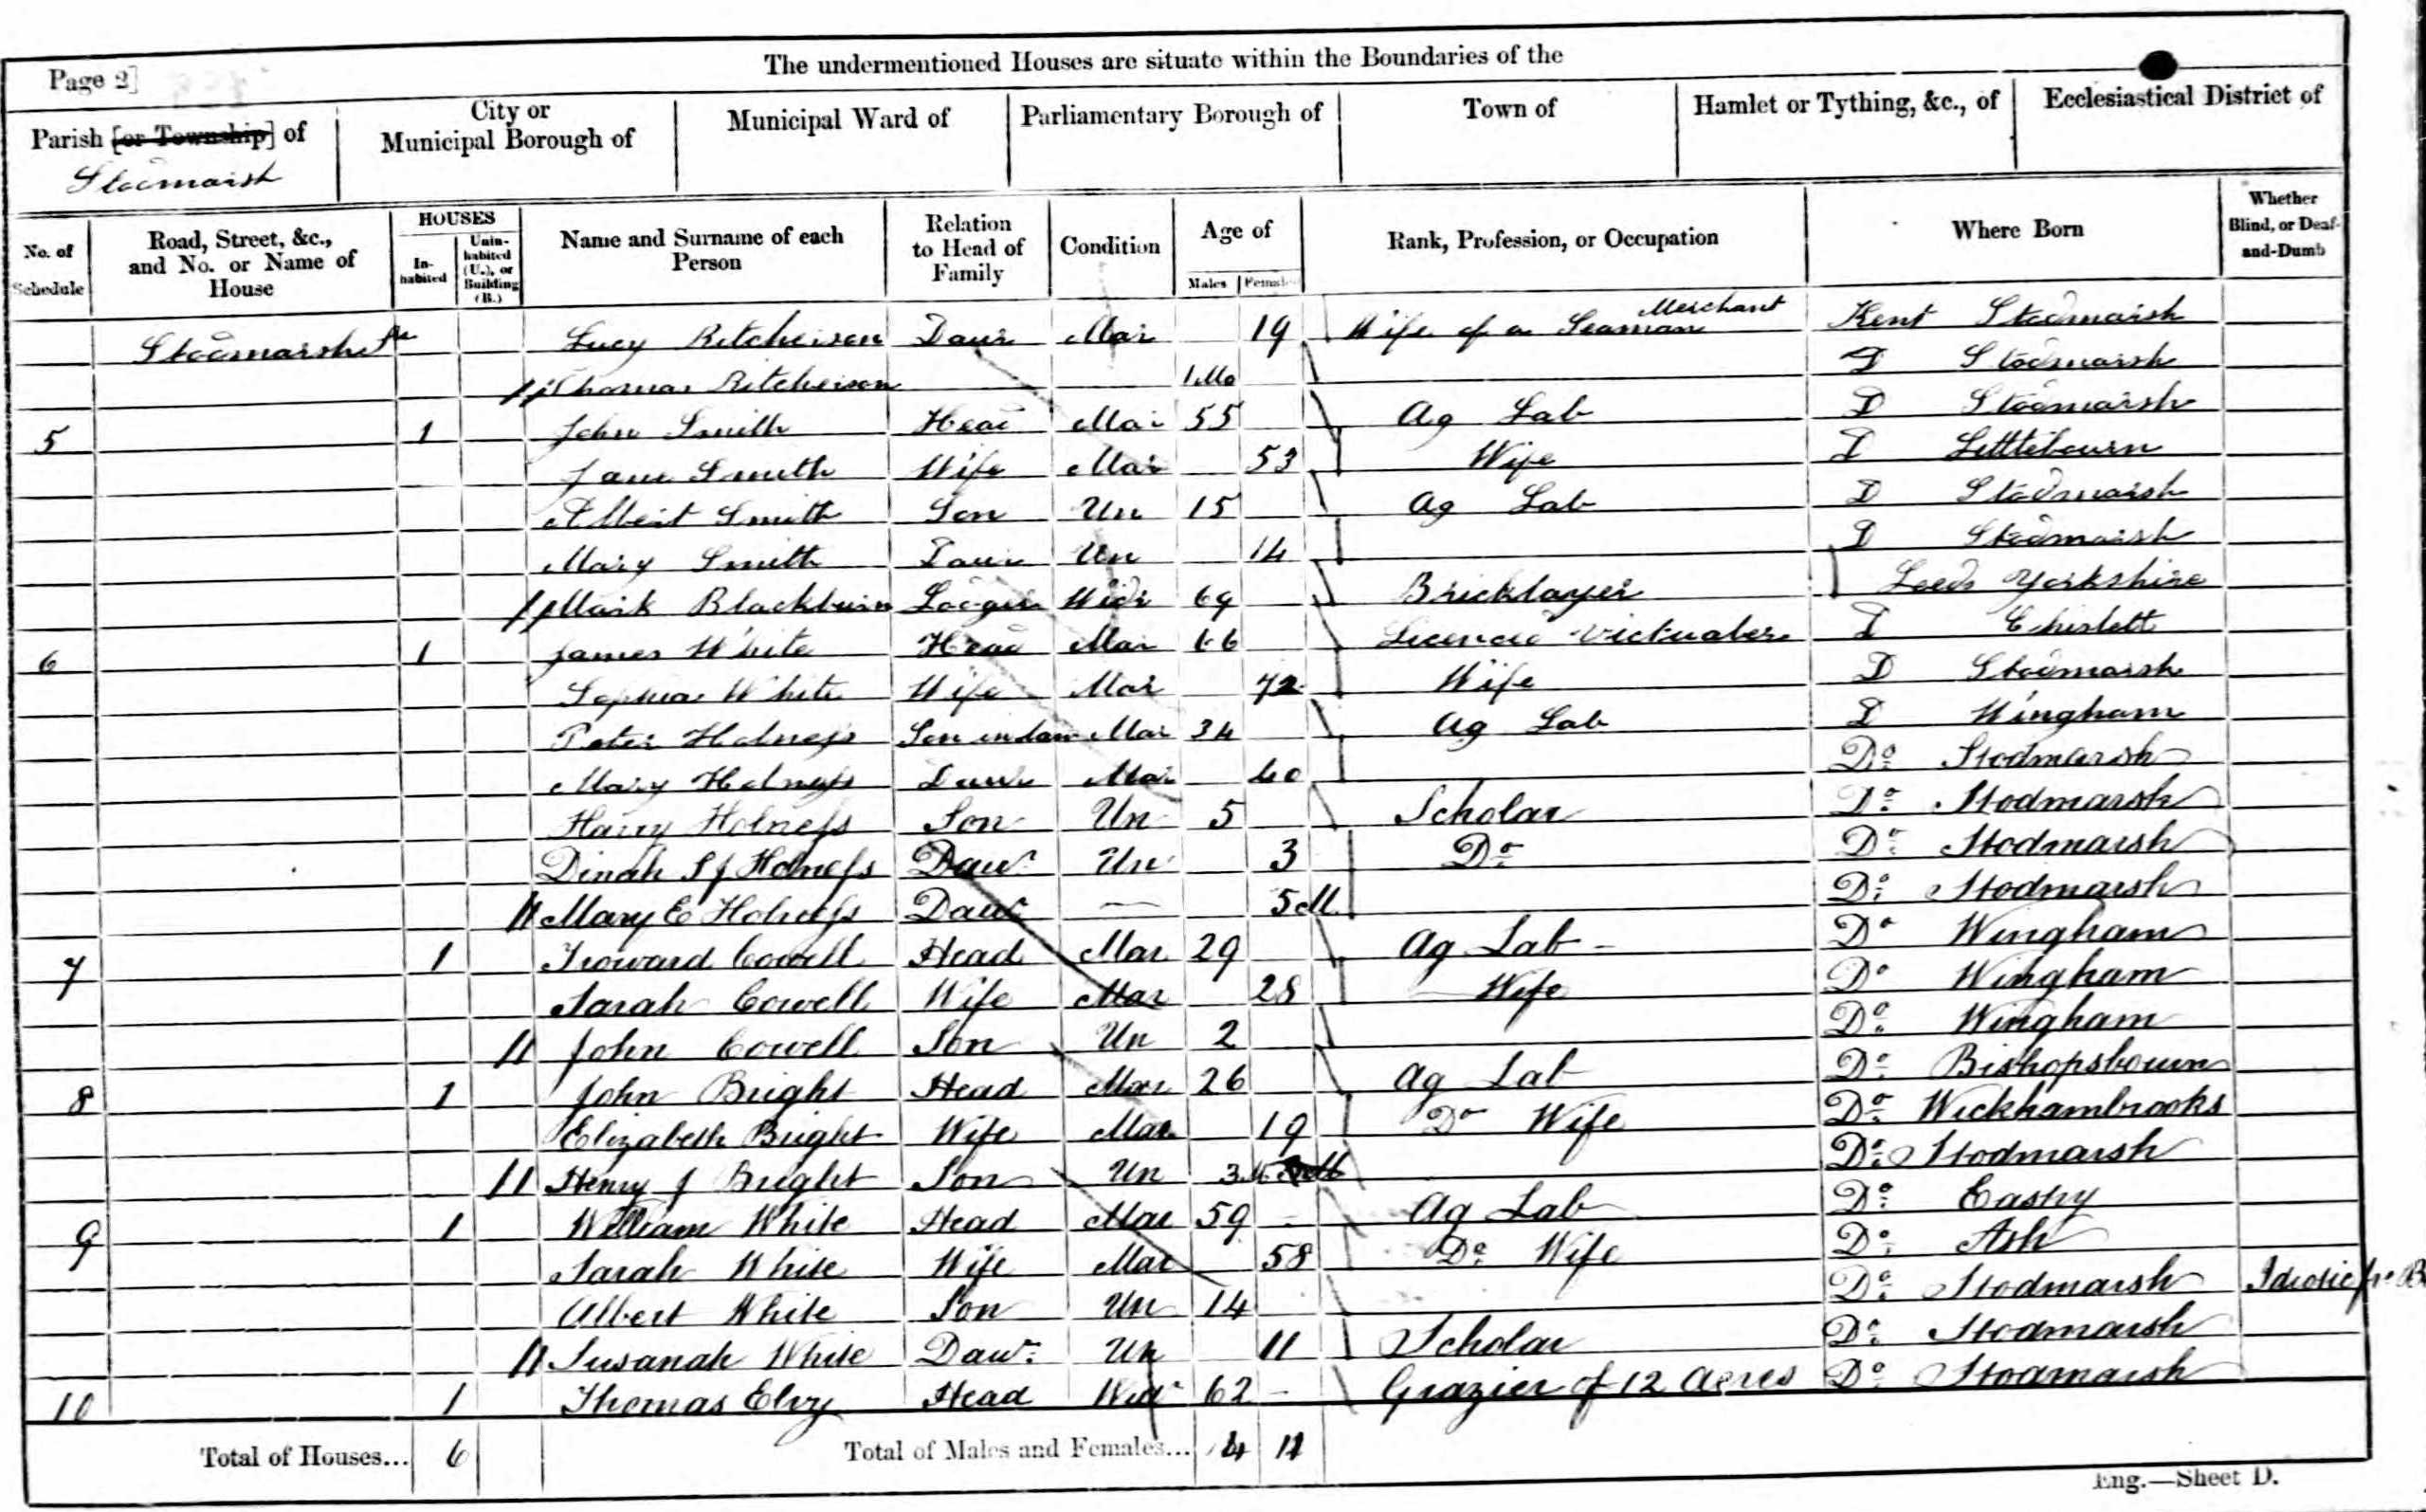 Page 2] The undermentioned Houses are situate within the Boundaries of the
Parish [or Township] of City or Municipal Borough of Municipal Ward of Parliamentary Borough of Town of Hamlet or Tything, &c., of Ecclesiastical District of
Stodmarsh
No. of Schedule Road, Street, &c., and No. or Name of House HOUSES In-habited Unin-habited (U.), or Building (B.) Name and Surname of each Person Relation to Head of Family Condition Age of Males Females Rank, Profession, or Occupation Where Born Whether Blind, or Deaf-and-Dumb
Stodmarsh Lucy Ritcheison Daur Mar 19 Wife of a Merchant Seaman Kent Stodmarsh
Thomas Ritcheison 1 Mo D Stodmarsh
5 1 John Smith Head Mar 55 Ag Lab D Stodmarsh
Jane Smith Wife Mar 53 Wife D Littlebourn
Albert Smith Son Un 15 Ag Lab D Stodmarsh
Mary Smith Daur Un 14 D Stodmarsh
Mark Blackburn Lodger Widr 69 Bricklayer Leeds Yorkshire
6 1 James White Head Mar 66 Licenced Victualer D Chislett
Sophia White Wife Mar 72 Wife D Stodmarsh
Peter Holness Son in law Mar 34 Ag Lab D Wingham
Mary Holness Daur Mar 40 Do Stodmarsh
Harry Holness Son Un 5 Scholar Do Stodmarsh
Dinah S J Holness Daur Un 3 Do Do Stodmarsh
Mary E Holness Daur — 5 M Do Stodmarsh
7 1 Troward Cowell Head Mar 29 Ag Lab Do Wingham
Sarah Cowell Wife Mar 28 Wife Do Wingham
John Cowell Son Un 2 Do Wingham
8 1 John Bright Head Mar 26 Ag Lab Do Bishopsbourn
Elizabeth Bright Wife Mar 19 Do Wife Do Wickhambrooks
Henry J Bright Son Un 3 Do Stodmarsh
9 1 William White Head Mar 59 Ag Lab Do Eastry
Sarah White Wife Mar 58 Do Wife Do Ash
Albert White Son Un 14 Do Stodmarsh Idiotic
Susanah White Daur Un 11 Scholar Do Stodmarsh
10 1 Thomas Elvy Head Widr 62 Grazier of 12 Acres Do Stodmarsh
Total of Houses... 6 Total of Males and Females... 14 11
Eng.—Sheet D.